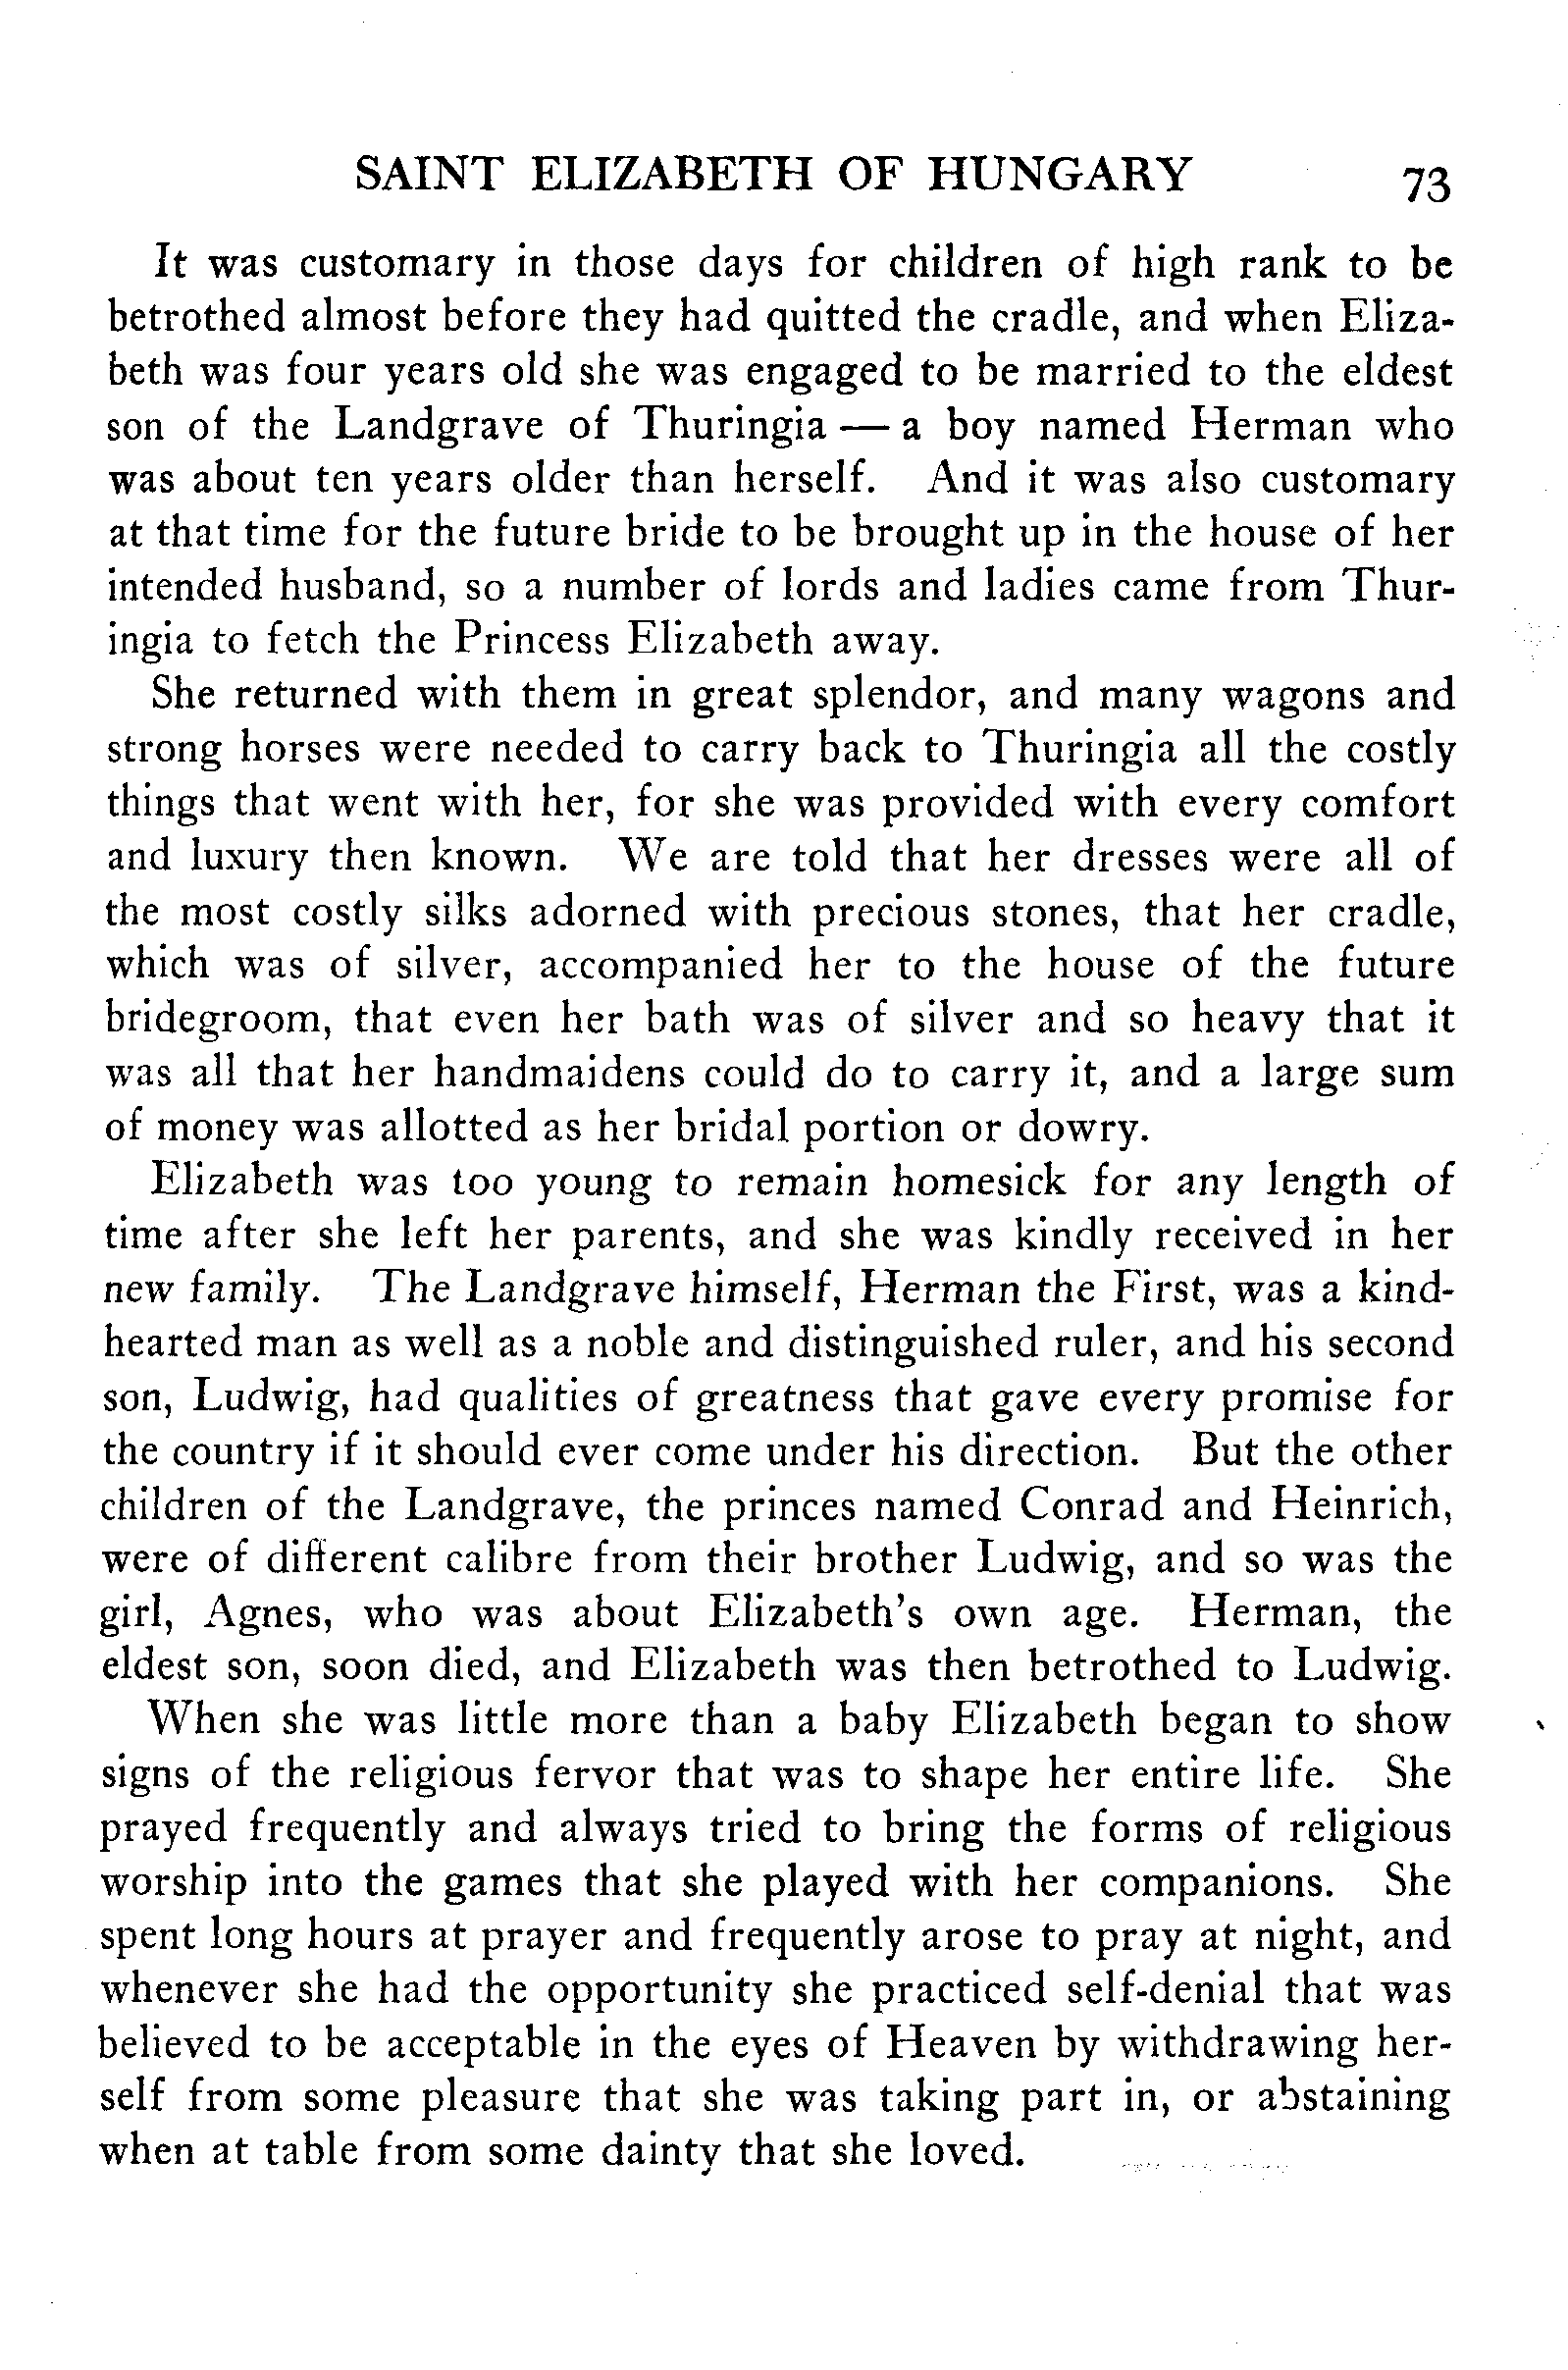 SAINT ELIZABETH OF HUNGARY 73
It was customary in those days for children of high rank to be
betrothed almost before they had quitted the cradle, and when Eliza-
beth was four years old she was engaged to be married to the eldest
son of the Landgrave of Thuringia — a boy named Herman who
was about ten years older than herself. And it was also customary
at that time for the future bride to be brought up in the house of her
intended husband, so a number of lords and ladies came from Thur-
ingia to fetch the Princess Elizabeth away.
She returned with them in great splendor, and many wagons and
strong horses were needed to carry back to Thuringia all the costly
things that went with her, for she was provided with every comfort
and luxury then known. We are told that her dresses were all of
the most costly silks adorned with precious stones, that her cradle,
which was of silver, accompanied her to the house of the future
bridegroom, that even her bath was of silver and so heavy that it
was all that her handmaidens could do to carry it, and a large sum
of money was allotted as her bridal portion or dowry.
Elizabeth was too young to remain homesick for any length of
time after she left her parents, and she was kindly received in her
new family. The Landgrave himself, Herman the First, was a kind-
hearted man as well as a noble and distinguished ruler, and his second
son, Ludwig, had qualities of greatness that gave every promise for
the country if it should ever come under his direction. But the other
children of the Landgrave, the princes named Conrad and Heinrich,
were of different calibre from their brother Ludwig, and so was the
girl, Agnes, who was about Elizabeth's own age. Herman, the
eldest son, soon died, and Elizabeth was then betrothed to Ludwig.
When she was little more than a baby Elizabeth began to show
signs of the religious fervor that was to shape her entire life. She
prayed frequently and always tried to bring the forms of religious
worship into the games that she played with her companions. She
spent long hours at prayer and frequently arose to pray at night, and
whenever she had the opportunity she practiced self-denial that was
believed to be acceptable in the eyes of Heaven by withdrawing her-
self from some pleasure that she was taking part in, or abstaining
when at table from some dainty that she loved.